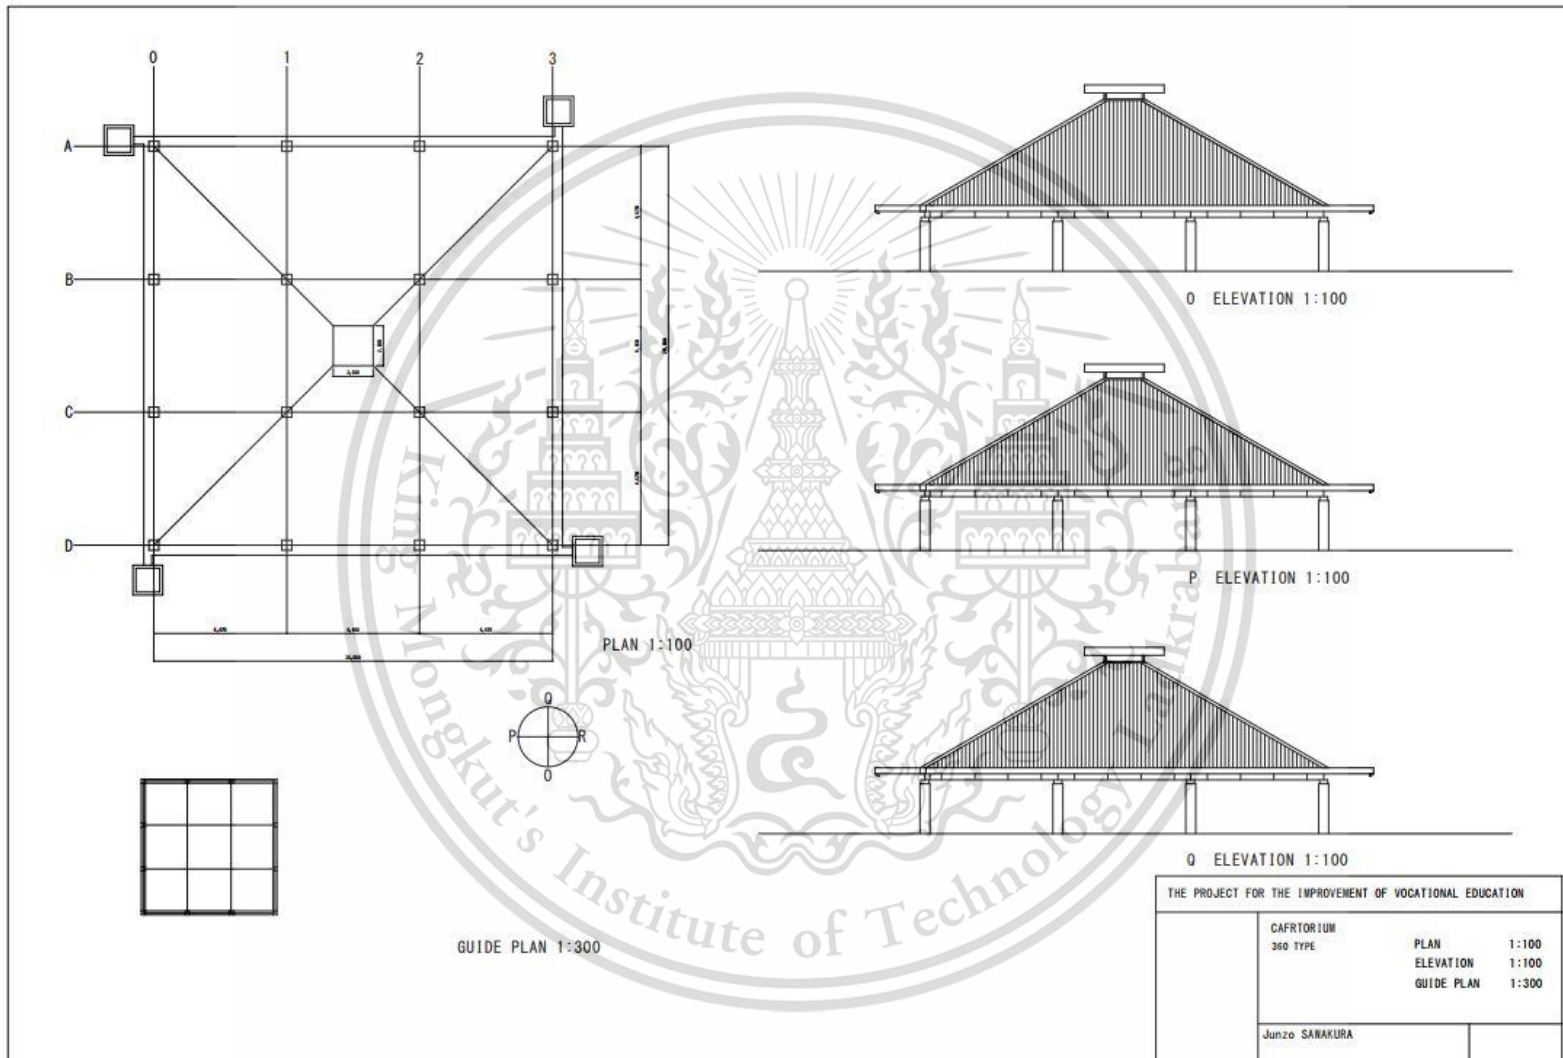 0 1 2 3
A
B
C
D
PLAN 1:100
Q
P R
O
GUIDE PLAN 1:300
O ELEVATION 1:100
P ELEVATION 1:100
Q ELEVATION 1:100
THE PROJECT FOR THE IMPROVEMENT OF VOCATIONAL EDUCATION
CAFRTORIUM
360 TYPE
PLAN 1:100
ELEVATION 1:100
GUIDE PLAN 1:300
Junzo SAWAKURA
King Mongkut's Institute of Technology Ladkrabang